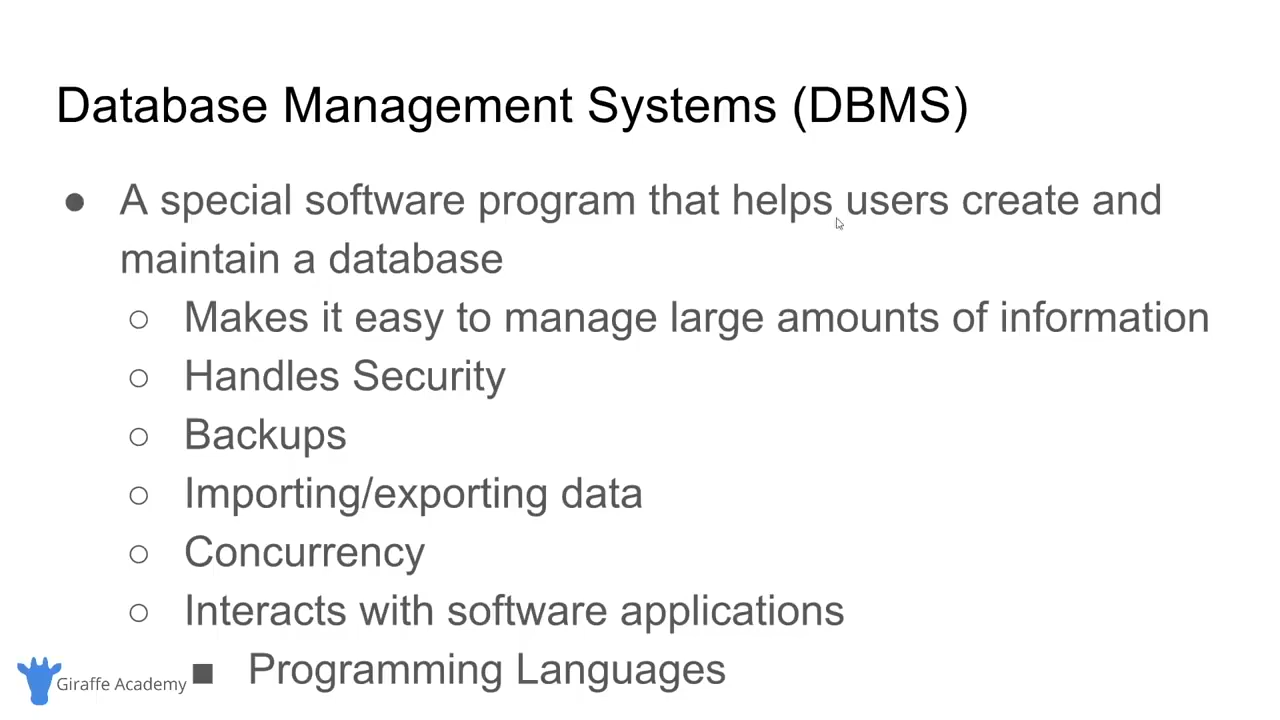 Database Management Systems (DBMS)
● A special software program that helps users create and
maintain a database
○ Makes it easy to manage large amounts of information
○ Handles Security
○ Backups
○ Importing/exporting data
○ Concurrency
○ Interacts with software applications
■ Programming Languages
Giraffe Academy